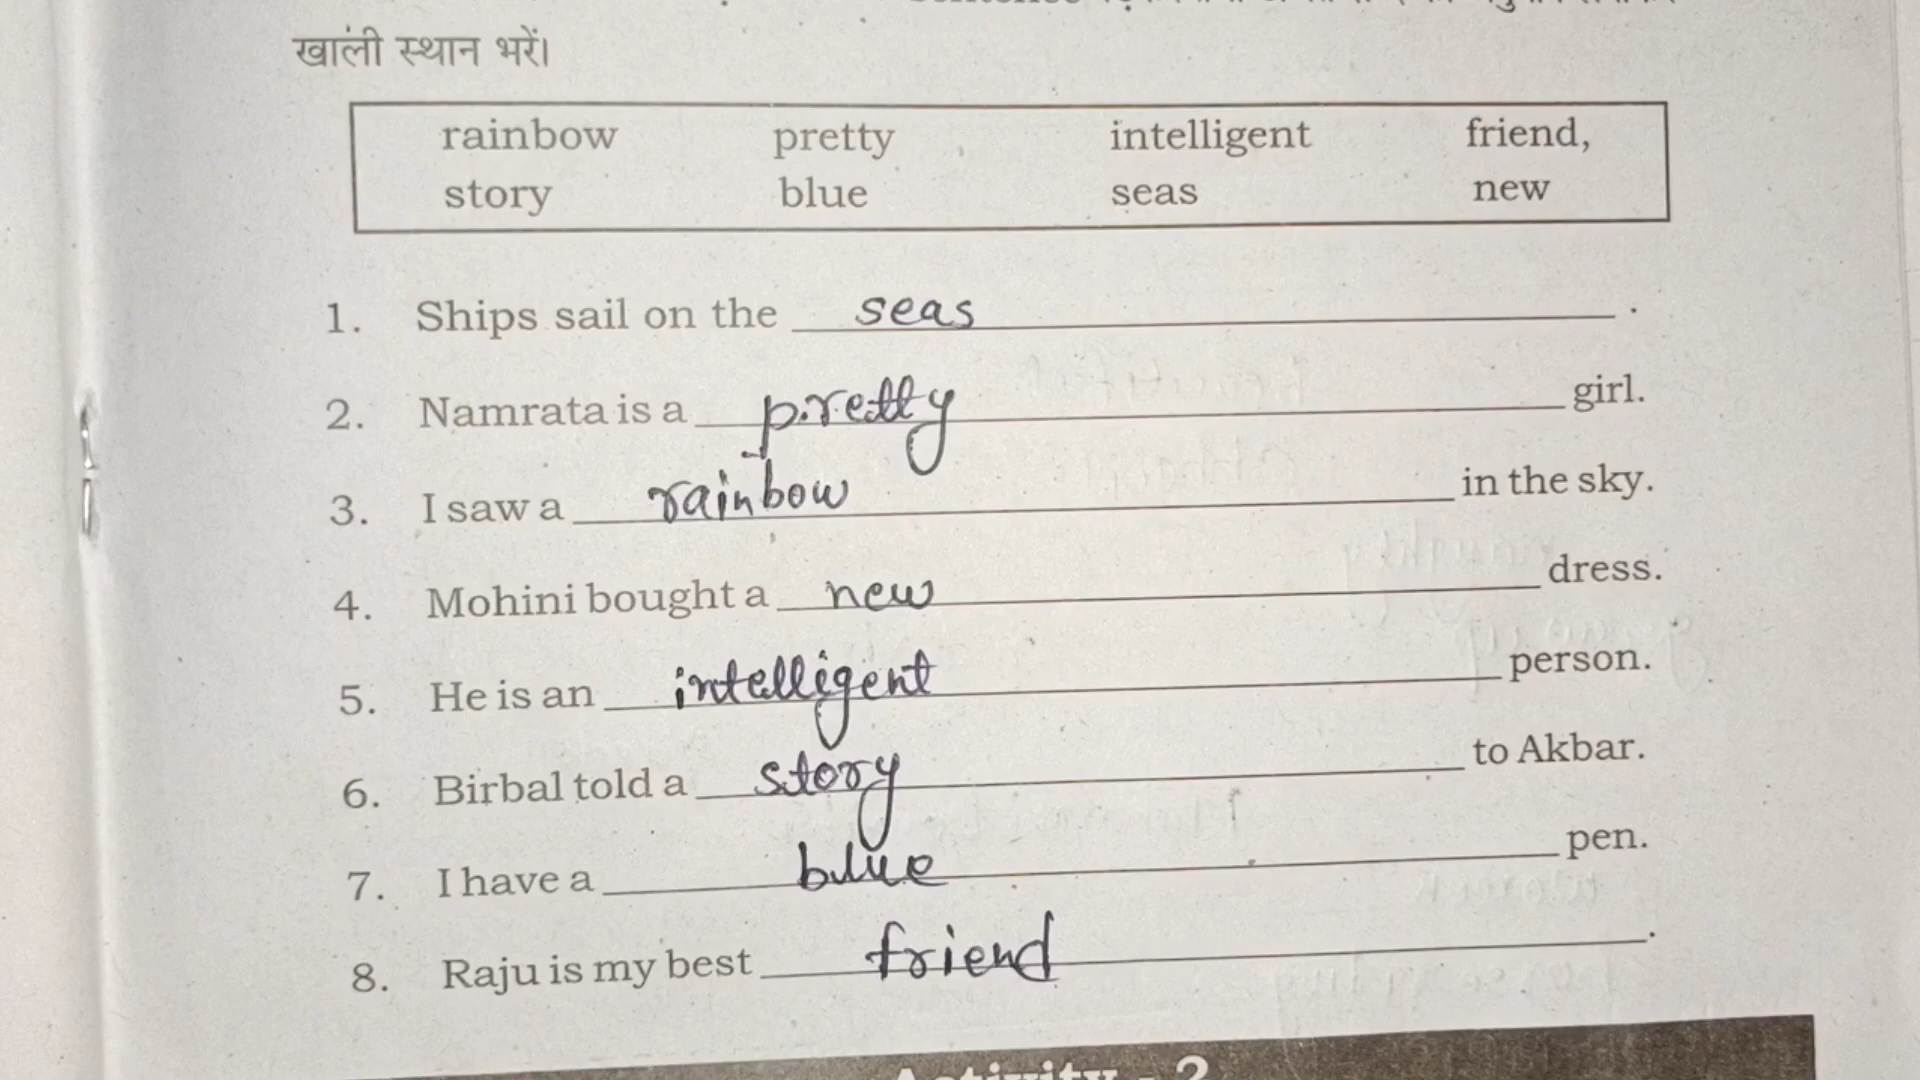 खाली स्थान भरें।
rainbow pretty intelligent friend,
story blue seas new
1. Ships sail on the seas .
2. Namrata is a pretty girl.
3. I saw a rainbow in the sky.
4. Mohini bought a new dress.
5. He is an intelligent person.
6. Birbal told a story to Akbar.
7. I have a blue pen.
8. Raju is my best friend .
Activity - 2